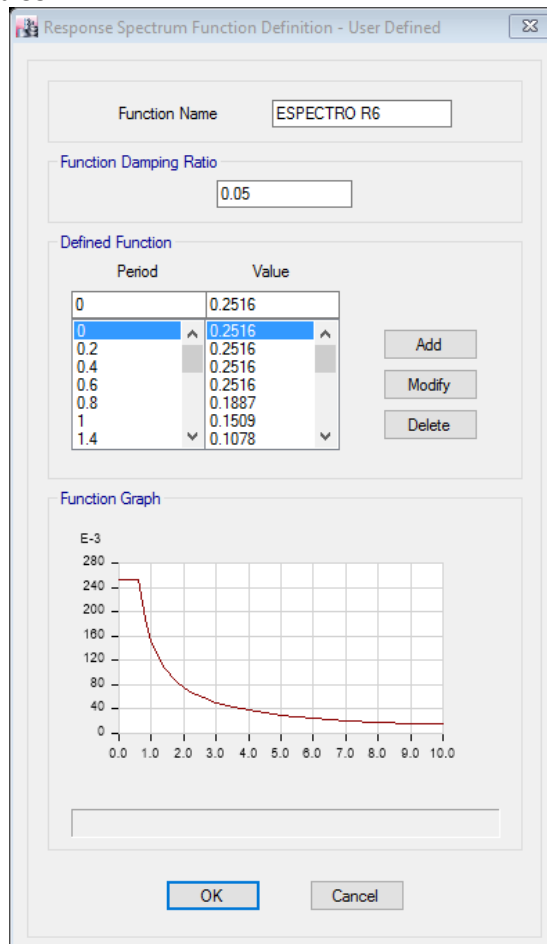 Response Spectrum Function Definition - User Defined
Function Name ESPECTRO R6
Function Damping Ratio
0.05
Defined Function
Period Value
0 0.2516
0 0.2516
0.2 0.2516
0.4 0.2516
0.6 0.2516
0.8 0.1887
1 0.1509
1.4 0.1078
Add
Modify
Delete
Function Graph
E-3
280
240
200
160
120
80
40
0
0.0 1.0 2.0 3.0 4.0 5.0 6.0 7.0 8.0 9.0 10.0
OK Cancel